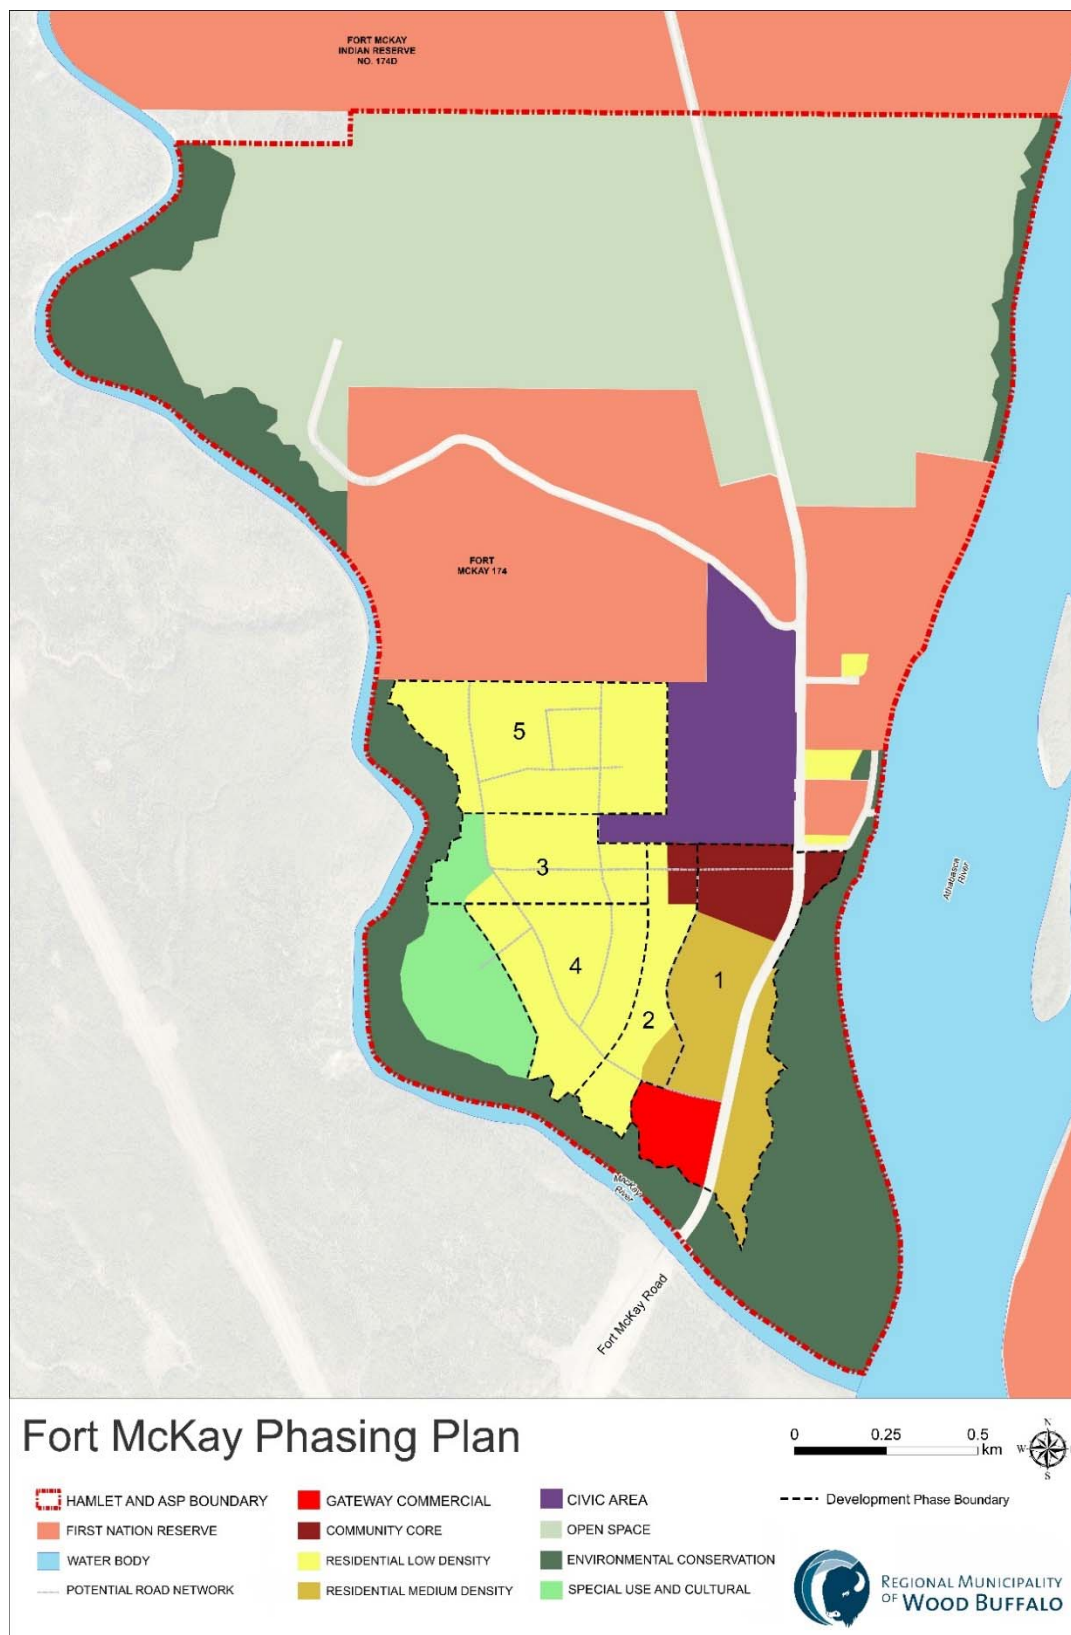 FORT MCKAY
INDIAN RESERVE
NO. 174D
FORT
MCKAY 174
5
3
4
2
1
Athabasca
River
MacKay
River
Fort McKay Road
Fort McKay Phasing Plan
0 0.25 0.5
km
N
W
S
HAMLET AND ASP BOUNDARY
FIRST NATION RESERVE
WATER BODY
POTENTIAL ROAD NETWORK
GATEWAY COMMERCIAL
COMMUNITY CORE
RESIDENTIAL LOW DENSITY
RESIDENTIAL MEDIUM DENSITY
CIVIC AREA
OPEN SPACE
ENVIRONMENTAL CONSERVATION
SPECIAL USE AND CULTURAL
Development Phase Boundary
REGIONAL MUNICIPALITY
OF WOOD BUFFALO